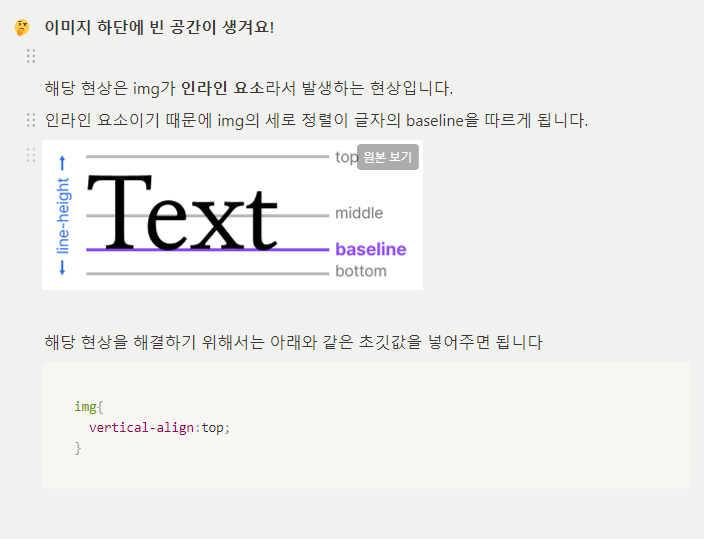 🤔 이미지 하단에 빈 공간이 생겨요!
해당 현상은 img가 인라인 요소라서 발생하는 현상입니다.
인라인 요소이기 때문에 img의 세로 정렬이 글자의 baseline을 따르게 됩니다.
line-height
Text
top
원본 보기
middle
baseline
bottom
해당 현상을 해결하기 위해서는 아래와 같은 초깃값을 넣어주면 됩니다
img{
vertical-align:top;
}